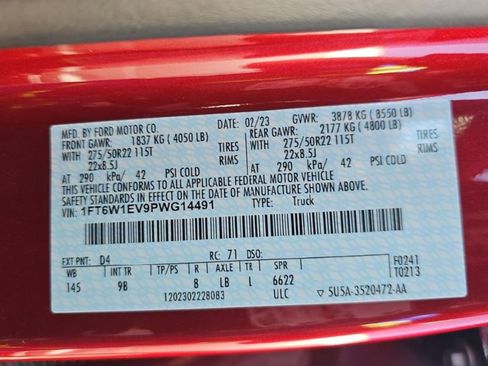 MFD. BY FORD MOTOR CO.
02/23 GVWR: 3878 KG ( 8550 LB)
FRONT GAWR: 1837 KG ( 4050 LB)
REAR GAWR: 2177 KG ( 4800 LB)
WITH 275/50R22 115T TIRES
WITH 275/50R22 115T TIRES
22x8.5J RIMS
22x8.5J RIMS
AT 290 kPa/ 42 PSI COLD
AT 290 kPa/ 42 PSI COLD
THIS VEHICLE CONFORMS TO ALL APPLICABLE FEDERAL MOTOR VEHICLE
SAFETY STANDARDS IN EFFECT ON THE DATE OF MANUFACTURE SHOWN ABOVE.
VIN: 1FT6W1EV9PWG14491 TYPE: Truck
EXT PNT: D4 RC: 71 DSO: F0241
WB INT TR TP/PS R AXLE TR SPR T0213
145 9B 8 LB L 6622
ULC
1202302228083 ▽ SU5A-3520472-AA